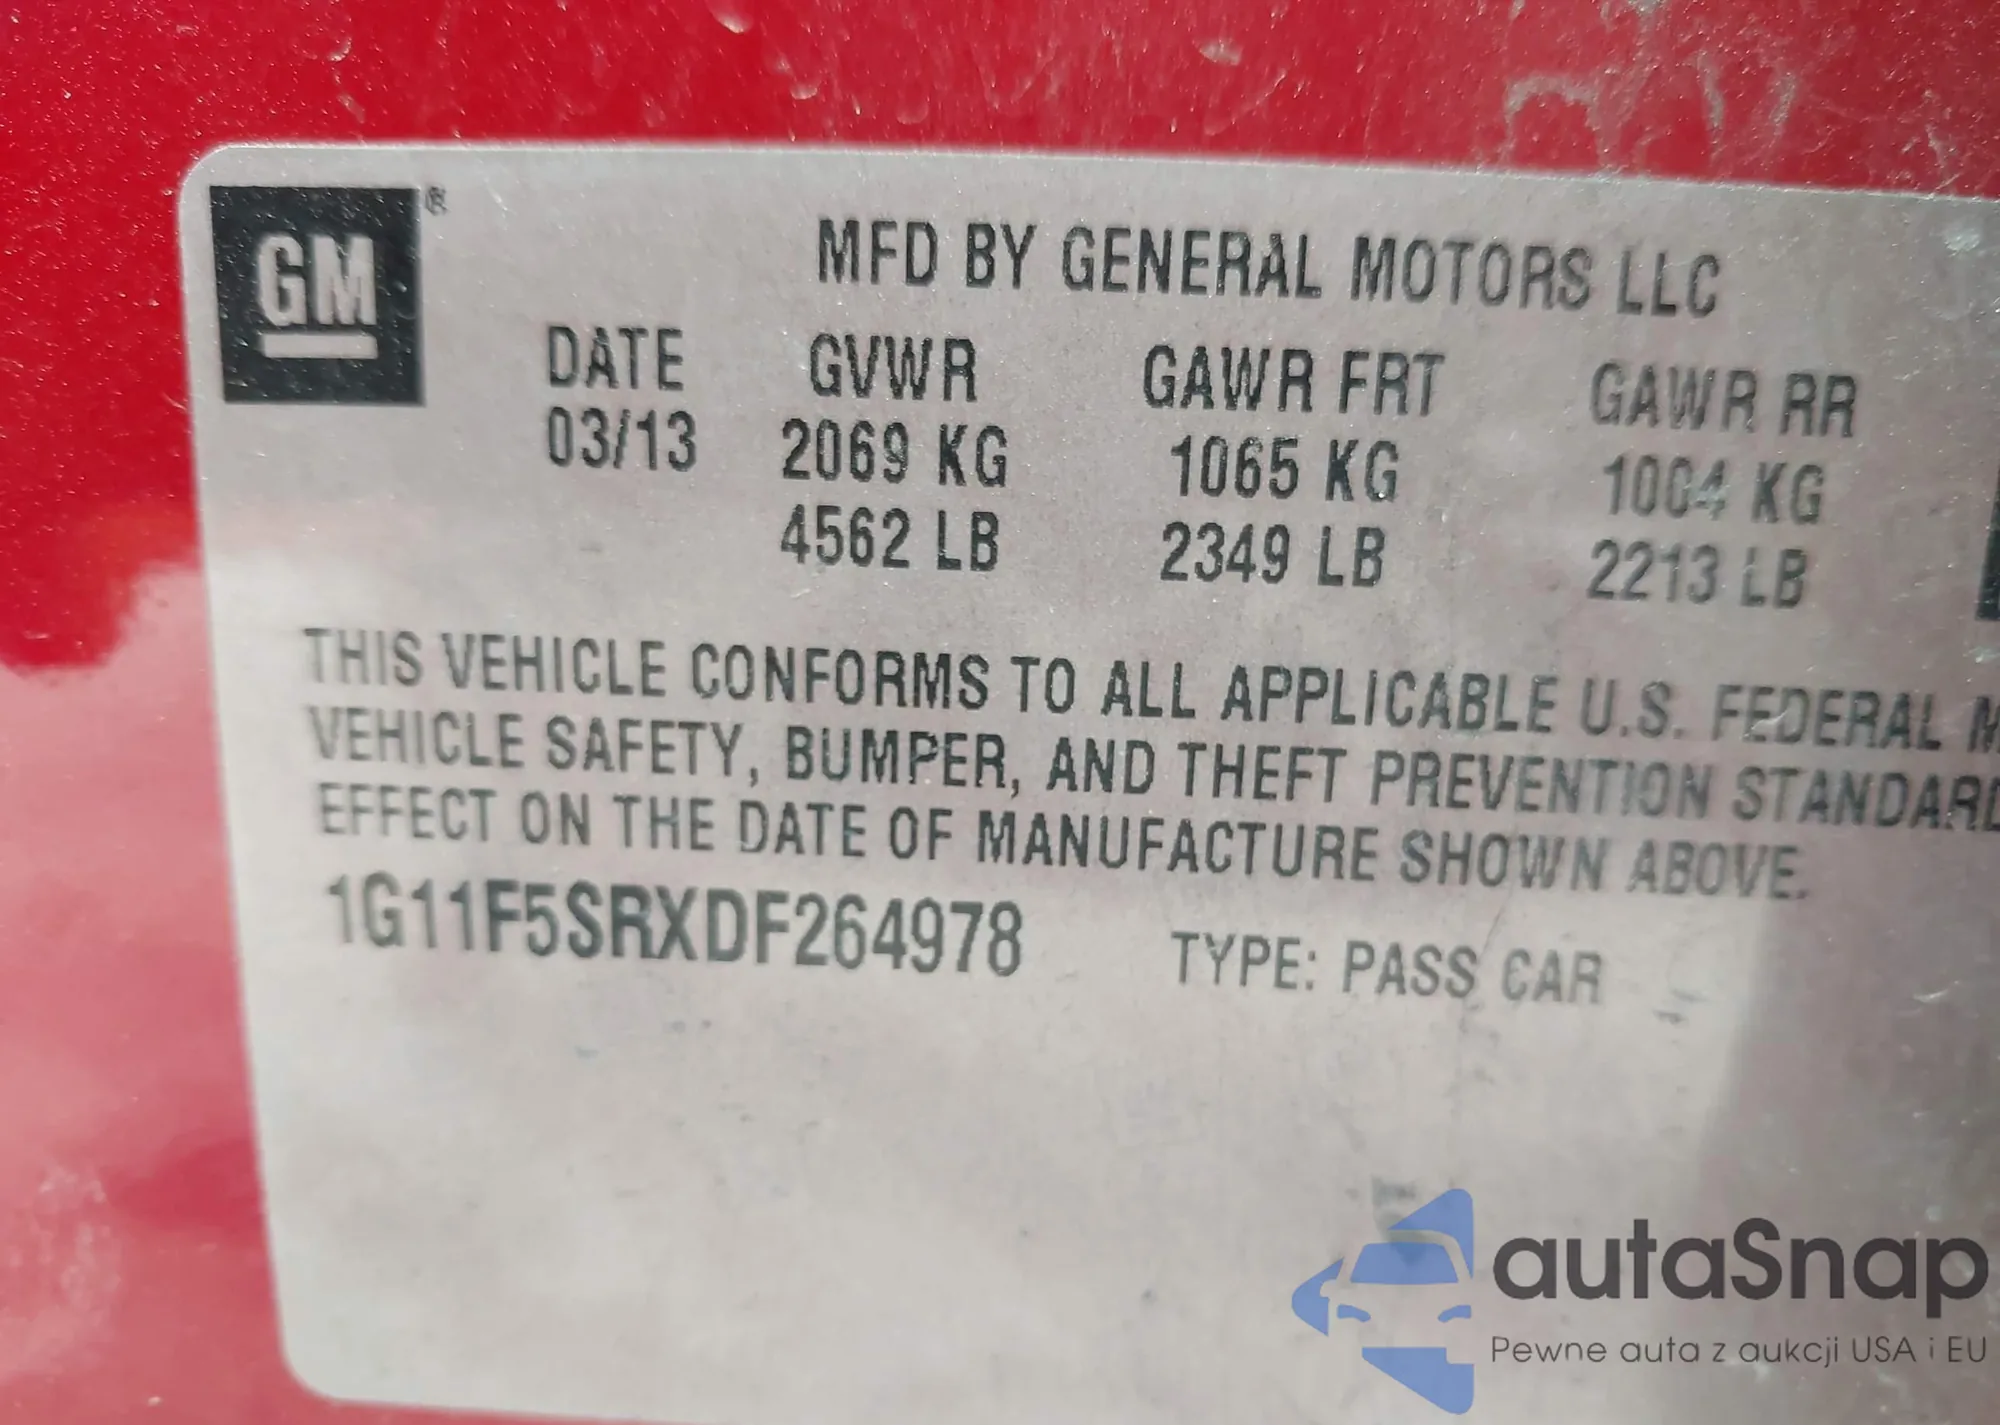 GM ®
MFD BY GENERAL MOTORS LLC
DATE GVWR GAWR FRT GAWR RR
03/13 2069 KG 1065 KG 1004 KG
4562 LB 2349 LB 2213 LB
THIS VEHICLE CONFORMS TO ALL APPLICABLE U.S. FEDERAL M
VEHICLE SAFETY, BUMPER, AND THEFT PREVENTION STANDARD
EFFECT ON THE DATE OF MANUFACTURE SHOWN ABOVE.
1G11F5SRXDF264978 TYPE: PASS CAR
autaSnap
Pewne auta z aukcji USA i EU